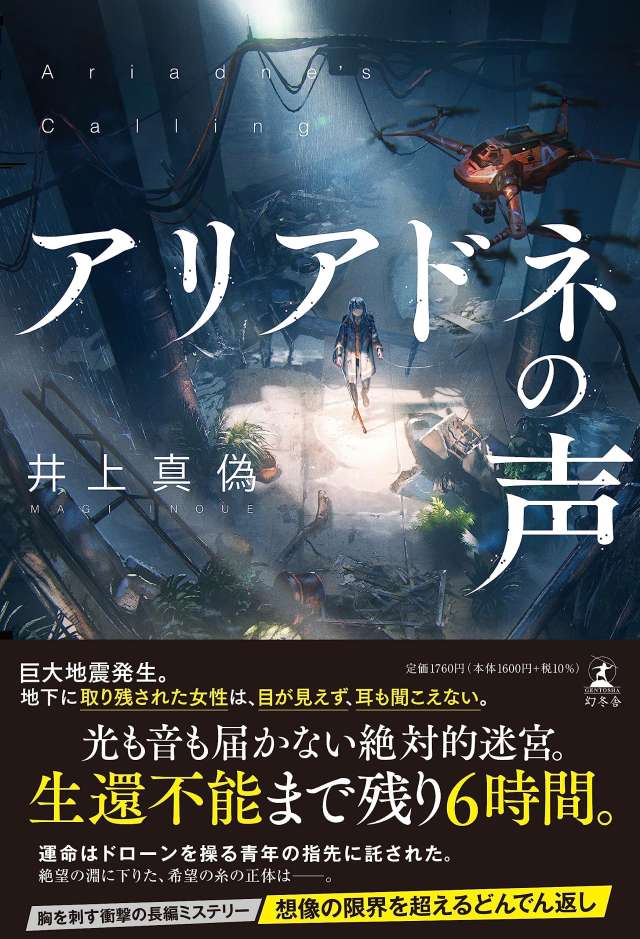 Ariadne's
Calling
アリアドネの声
井上真偽
MAGI INOUE
巨大地震発生。
定価1760円(本体1600円+税10%)
GENTOSHA
幻冬舎
地下に取り残された女性は、目が見えず、耳も聞こえない。
光も音も届かない絶対的迷宮。
生還不能まで残り6時間。
運命はドローンを操る青年の指先に託された。
絶望の淵に下りた、希望の糸の正体は――。
胸を刺す衝撃の長編ミステリー
想像の限界を超えるどんでん返し